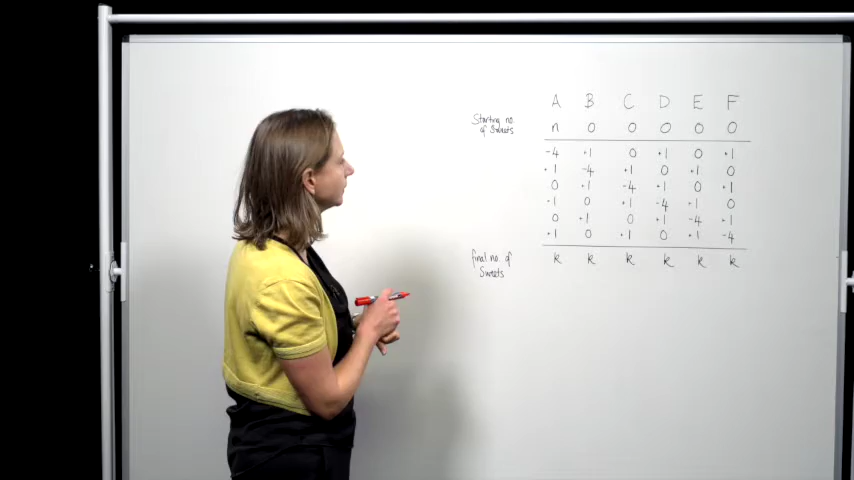 A B C D E F
Starting no. of Sweets
n 0 0 0 0 0
-4 +1 0 +1 0 +1
+1 -4 +1 0 +1 0
0 +1 -4 +1 0 +1
+1 0 +1 -4 +1 0
0 +1 0 +1 -4 +1
+1 0 +1 0 +1 -4
final no. of Sweets
k k k k k k